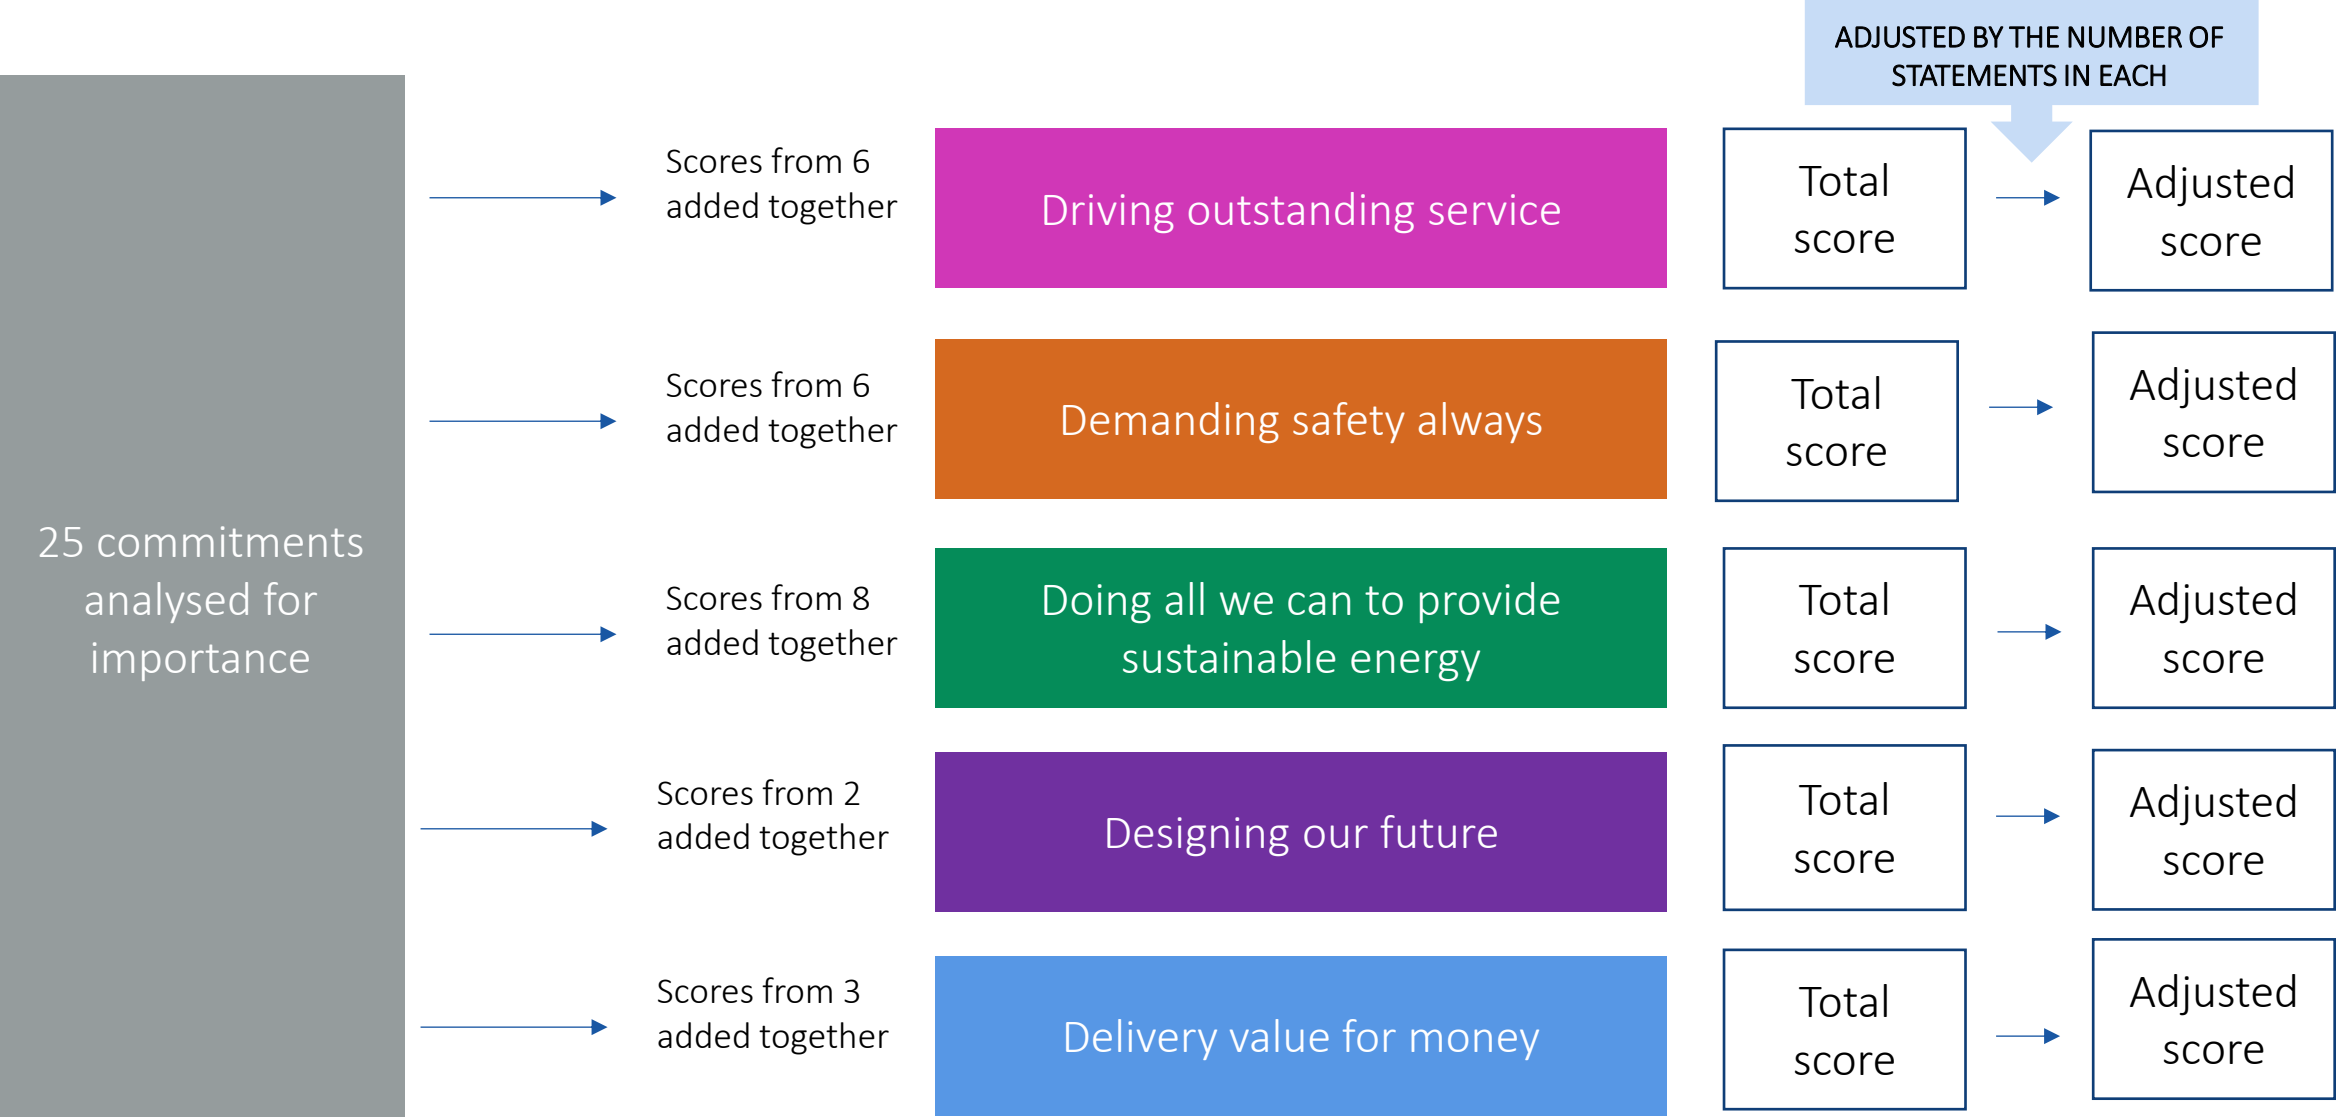 ADJUSTED BY THE NUMBER OF
STATEMENTS IN EACH
25 commitments
analysed for
importance
Scores from 6
added together
Driving outstanding service
Total
score
Adjusted
score
Scores from 6
added together
Demanding safety always
Total
score
Adjusted
score
Scores from 8
added together
Doing all we can to provide
sustainable energy
Total
score
Adjusted
score
Scores from 2
added together
Designing our future
Total
score
Adjusted
score
Scores from 3
added together
Delivery value for money
Total
score
Adjusted
score